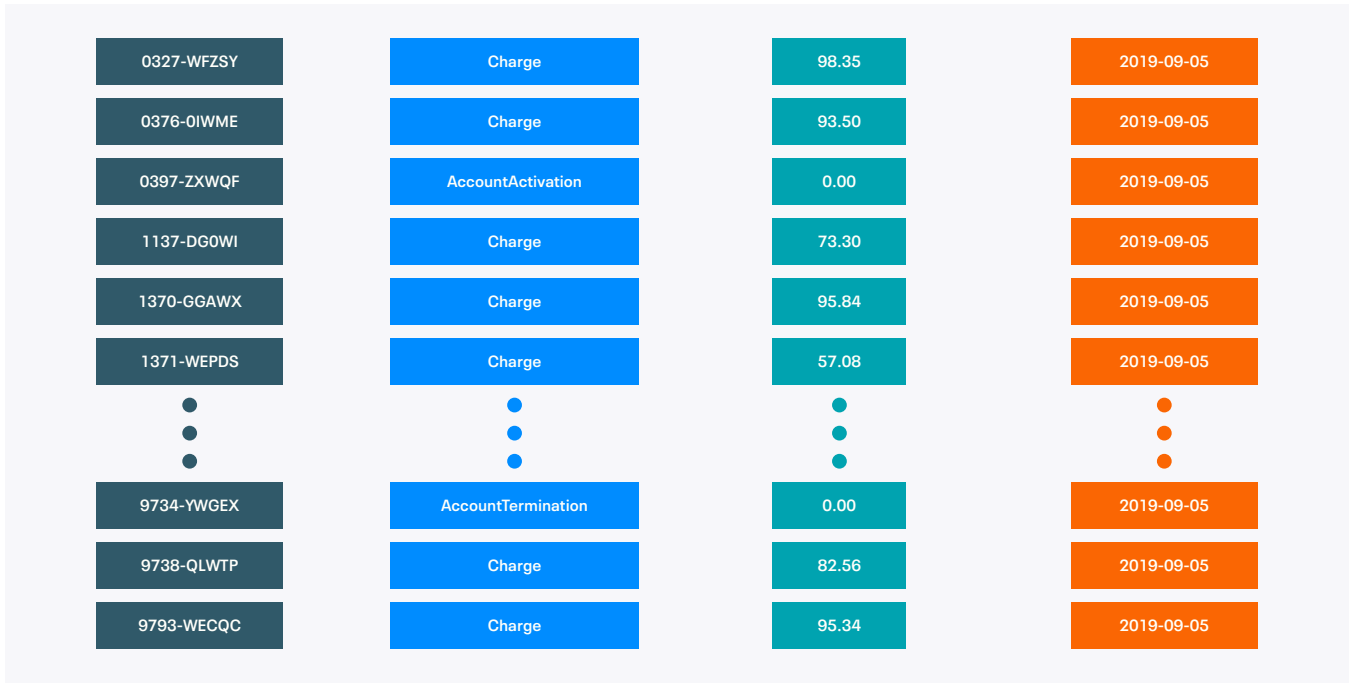 0327-WFZSY Charge 98.35 2019-09-05
0376-0IWME Charge 93.50 2019-09-05
0397-ZXWQF AccountActivation 0.00 2019-09-05
1137-DG0WI Charge 73.30 2019-09-05
1370-GGAWX Charge 95.84 2019-09-05
1371-WEPDS Charge 57.08 2019-09-05
9734-YWGEX AccountTermination 0.00 2019-09-05
9738-QLWTP Charge 82.56 2019-09-05
9793-WECQC Charge 95.34 2019-09-05